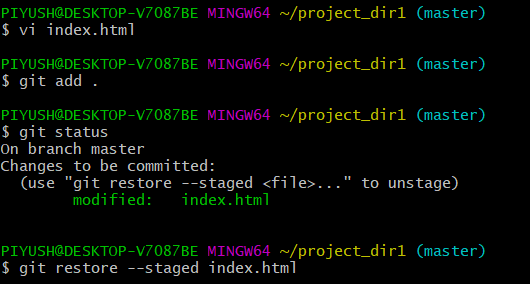 PIYUSH@DESKTOP-V7087BE MINGW64 ~/project_dir1 (master)
$ vi index.html
PIYUSH@DESKTOP-V7087BE MINGW64 ~/project_dir1 (master)
$ git add .
PIYUSH@DESKTOP-V7087BE MINGW64 ~/project_dir1 (master)
$ git status
On branch master
Changes to be committed:
  (use "git restore --staged <file>..." to unstage)
        modified:   index.html
PIYUSH@DESKTOP-V7087BE MINGW64 ~/project_dir1 (master)
$ git restore --staged index.html